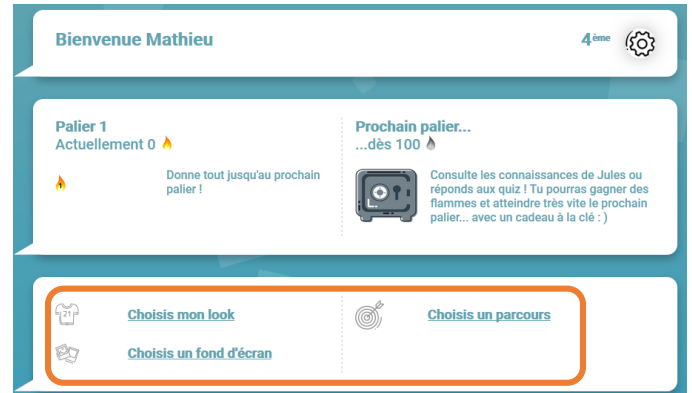 Bienvenue Mathieu
4ème
Palier 1
Actuellement 0
1
Donne tout jusqu'au prochain
palier !
Prochain palier...
...dès 100
Consulte les connaissances de Jules ou
réponds aux quiz ! Tu pourras gagner des
flammes et atteindre très vite le prochain
palier... avec un cadeau à la clé : )
21
Choisis mon look
Choisis un fond d'écran
Choisis un parcours